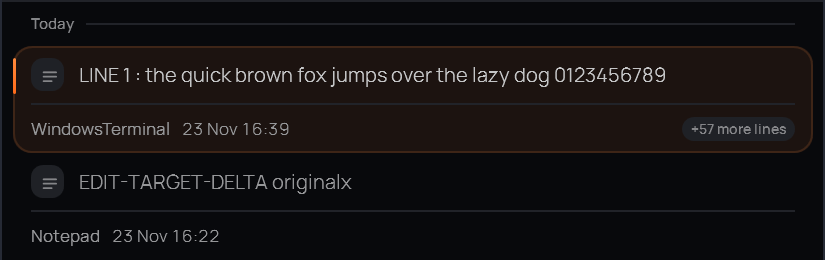 Today
LINE 1 : the quick brown fox jumps over the lazy dog 0123456789
WindowsTerminal 23 Nov 16:39 +57 more lines
EDIT-TARGET-DELTA originalx
Notepad 23 Nov 16:22